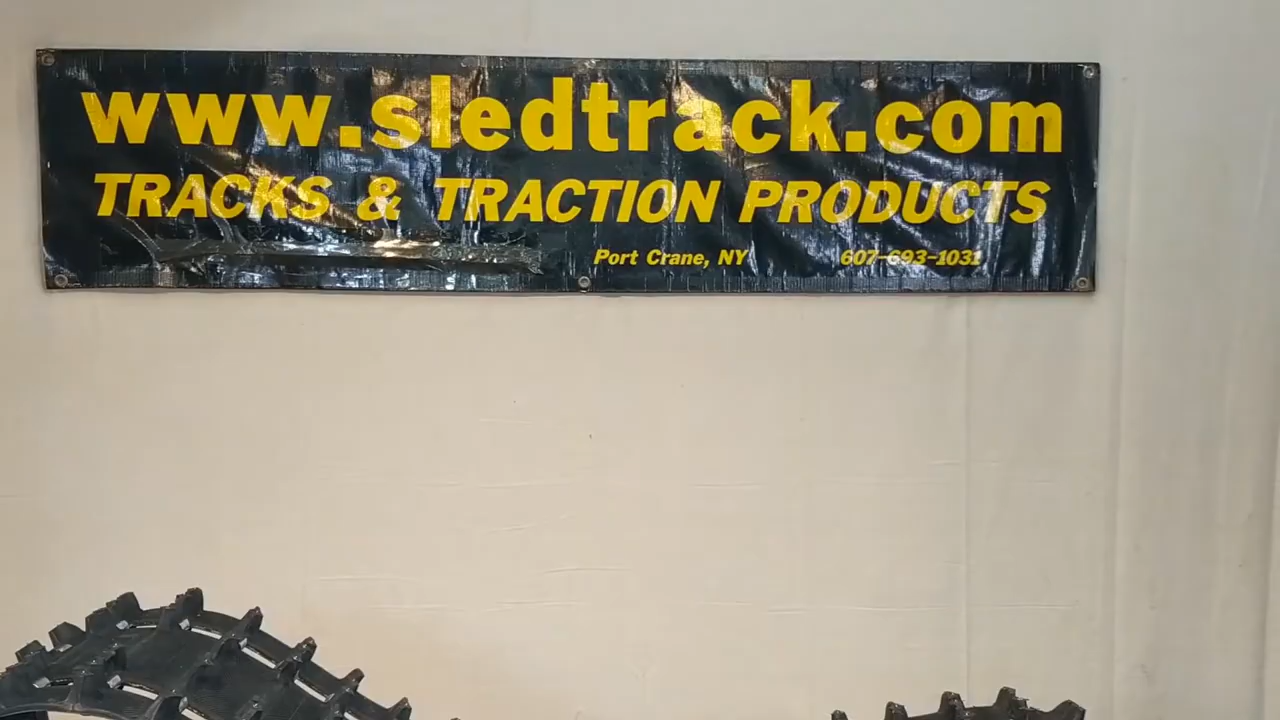 www.sledtrack.com
TRACKS & TRACTION PRODUCTS
Port Crane, NY 607-693-1031